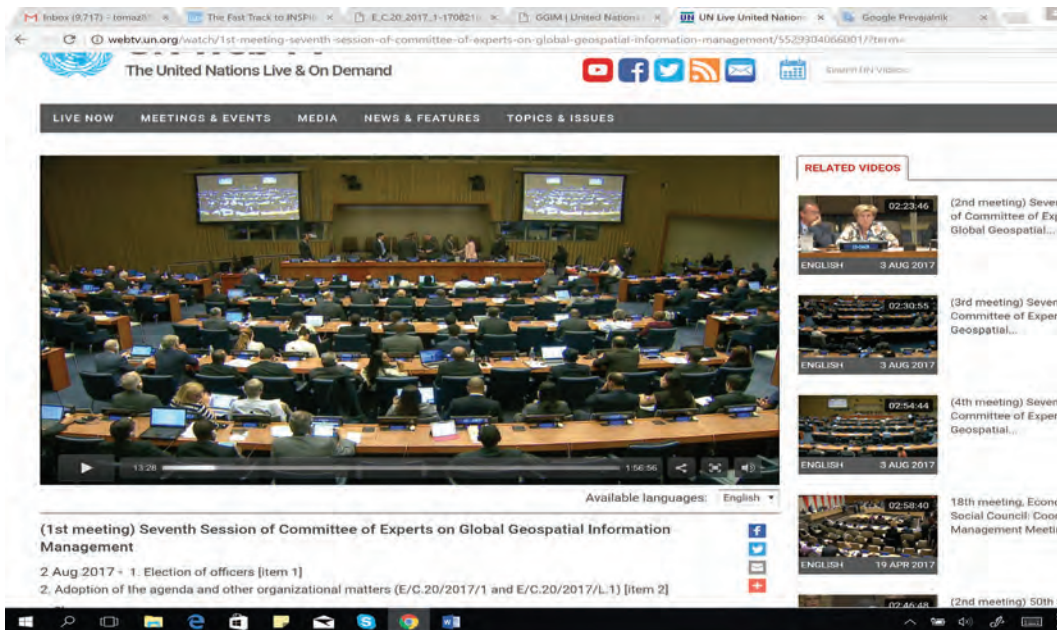 Inbox (9,717) - tomaz
The Fast Track to INSPI
E_C.20_2017_1-170821
GGIM | United Nations
UN Live United Nation
Google Prevajalnik
webtv.un.org/watch/1st-meeting-seventh-session-of-committee-of-experts-on-global-geospatial-information-management/5529304066001/?term=
The United Nations Live & On Demand
Search UN Videos
LIVE NOW MEETINGS & EVENTS MEDIA NEWS & FEATURES TOPICS & ISSUES
RELATED VIDEOS
02:23:46
ENGLISH 3 AUG 2017
(2nd meeting) Seven
of Committee of Exp
Global Geospatial...
02:30:55
ENGLISH 3 AUG 2017
(3rd meeting) Seven
Committee of Exper
Geospatial...
02:54:44
ENGLISH 3 AUG 2017
(4th meeting) Seven
Committee of Exper
Geospatial...
02:58:40
ENGLISH 19 APR 2017
18th meeting, Econo
Social Council: Coor
Management Meeti
02:46:48
(2nd meeting) 50th
13:28 1:56:56
Available languages: English
(1st meeting) Seventh Session of Committee of Experts on Global Geospatial Information
Management
2 Aug 2017 - 1. Election of officers [item 1]
2. Adoption of the agenda and other organizational matters (E/C.20/2017/1 and E/C.20/2017/L.1) [item 2]